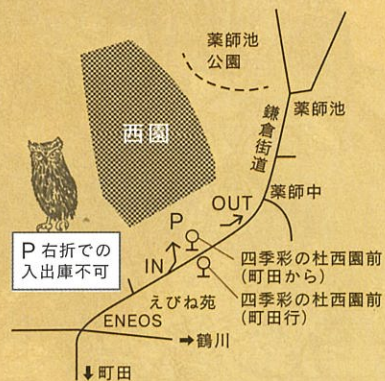 薬師池
公園
西園
鎌倉街道
薬師池
薬師中
OUT
P
IN
P 右折での
入出庫不可
四季彩の杜西園前
(町田から)
四季彩の杜西園前
(町田行)
えびね苑
ENEOS
➡鶴川
⬇町田